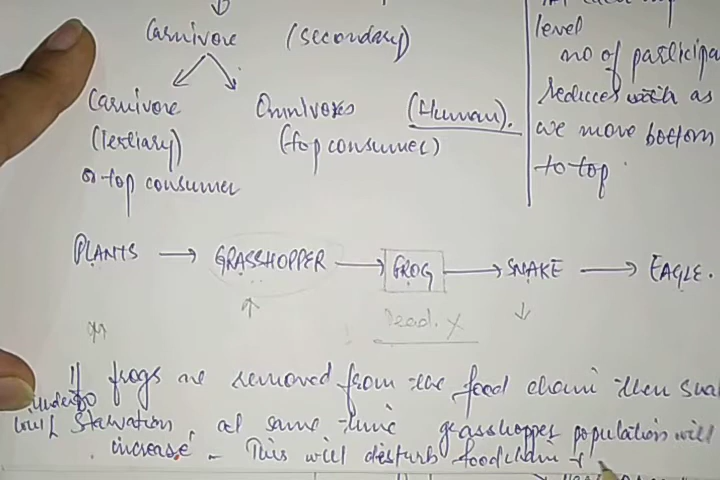 Carnivore (secondary)
level
no of participa
reduces with as
we move bottom
to top.
Carnivore Omnivores (Human).
(Tertiary) (top consumer)
or top consumer
PLANTS → GRASSHOPPER → FROG → SNAKE → EAGLE.
↑ Dead. x ↓
If frogs are removed from the food chain then sna
undergo
will starvation, at same time grasshopper population will
increase. This will disturb foodchain